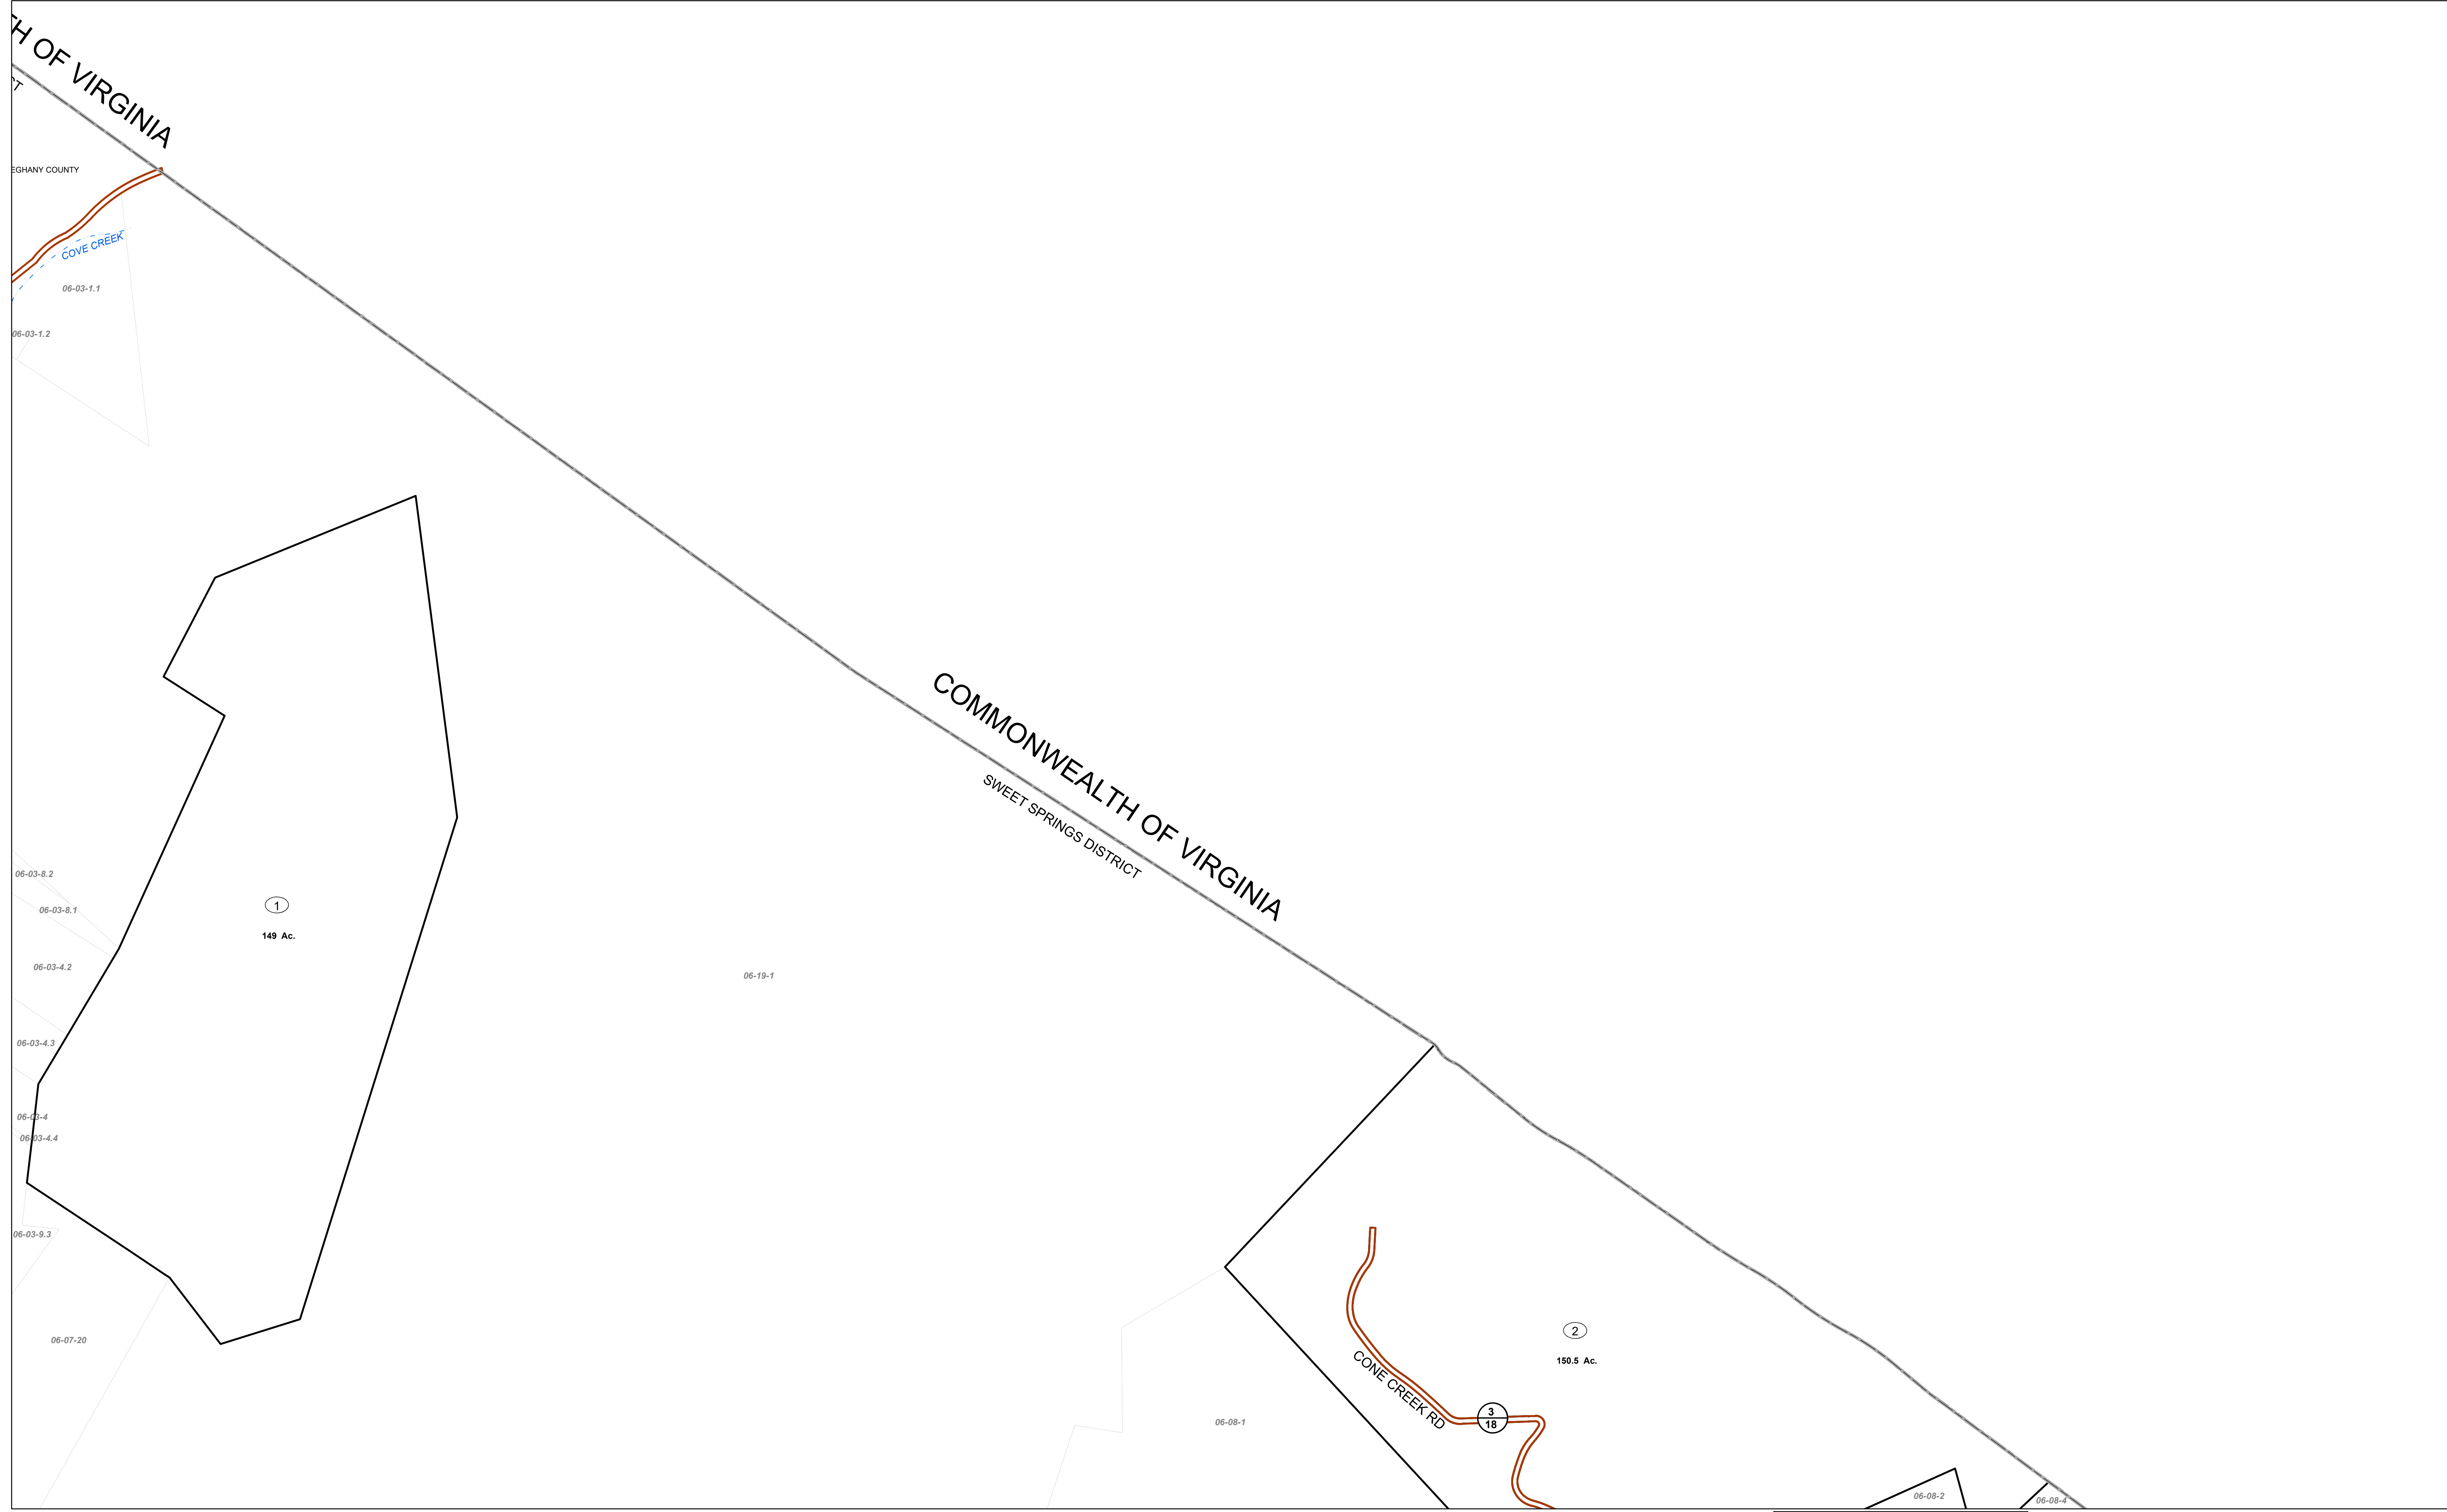 TH OF VIRGINIA
CT
EGHANY COUNTY
COVE CREEK
06-03-1.1
06-03-1.2
COMMONWEALTH OF VIRGINIA
SWEET SPRINGS DISTRICT
06-03-8.2
1
06-03-8.1
149 Ac.
06-03-4.2
06-19-1
06-03-4.3
06-03-4
06-03-4.4
06-03-9.3
06-07-20
2
150.5 Ac.
CONE CREEK RD
3
18
06-08-1
06-08-2
06-08-4